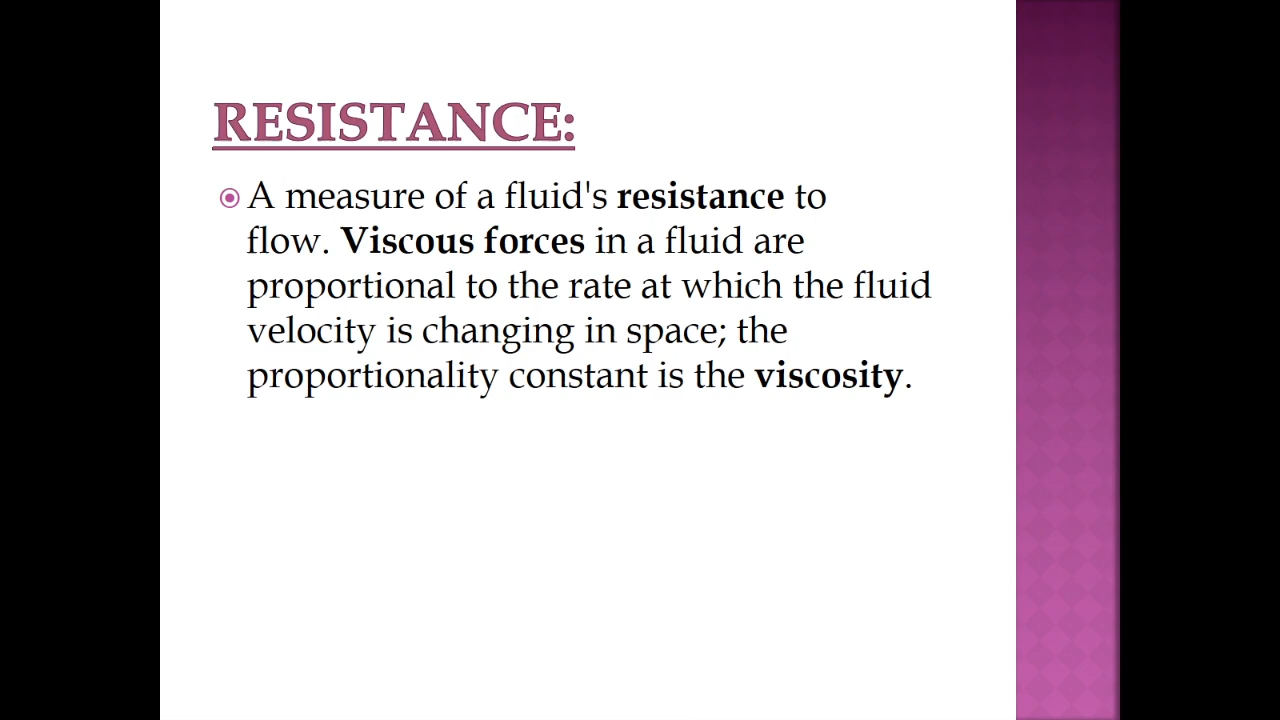 RESISTANCE:
A measure of a fluid's resistance to
flow. Viscous forces in a fluid are
proportional to the rate at which the fluid
velocity is changing in space; the
proportionality constant is the viscosity.